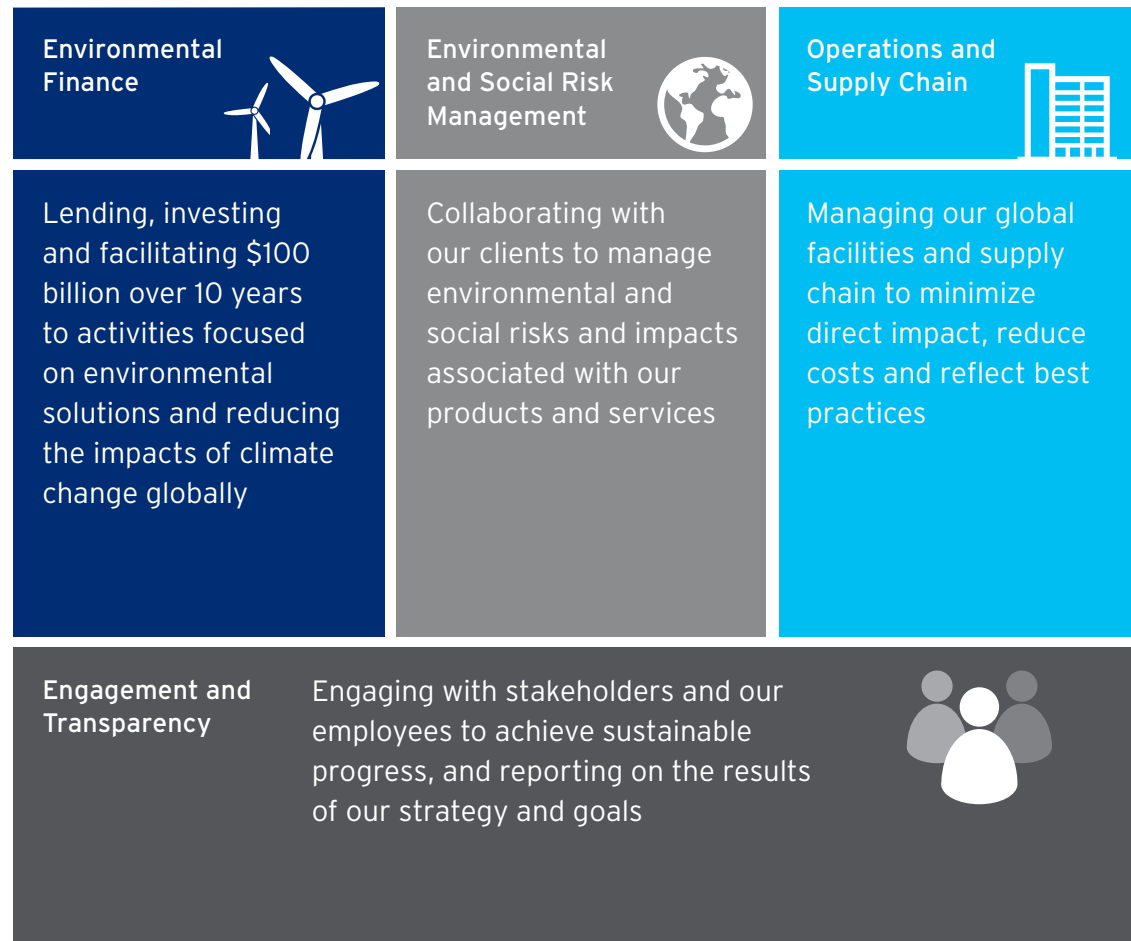 Environmental
Finance
Environmental
and Social Risk
Management
Operations and
Supply Chain
Lending, investing
and facilitating $100
billion over 10 years
to activities focused
on environmental
solutions and reducing
the impacts of climate
change globally
Collaborating with
our clients to manage
environmental and
social risks and impacts
associated with our
products and services
Managing our global
facilities and supply
chain to minimize
direct impact, reduce
costs and reflect best
practices
Engagement and
Transparency
Engaging with stakeholders and our
employees to achieve sustainable
progress, and reporting on the results
of our strategy and goals